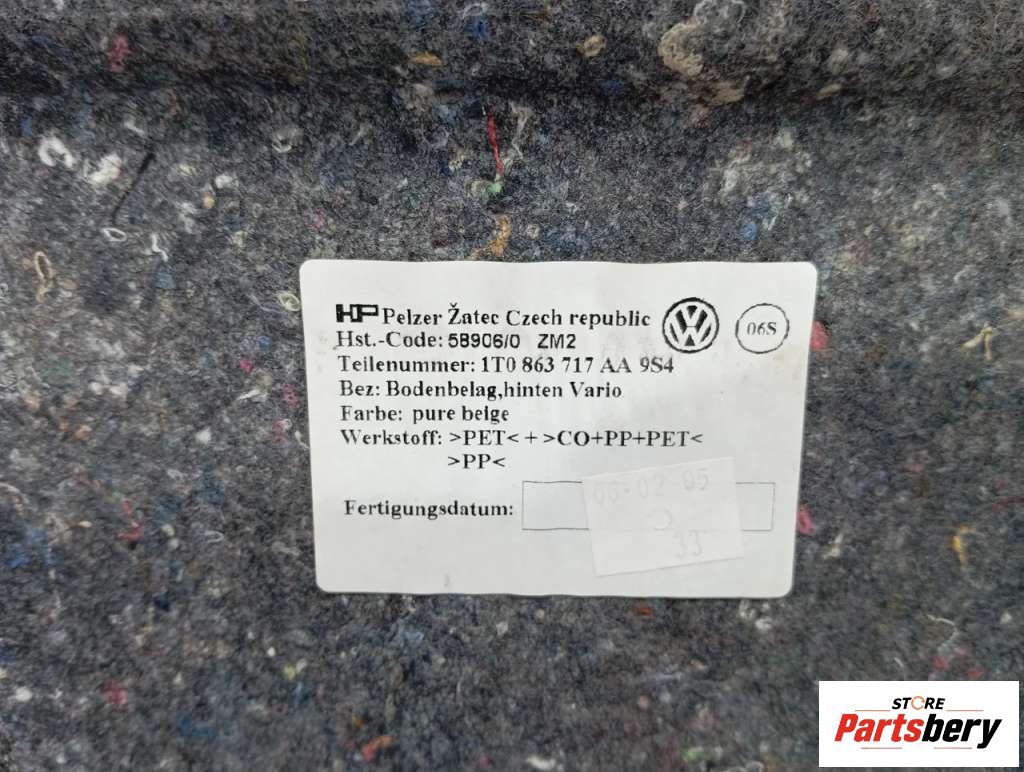 HP Pelzer Žatec Czech republic
06S
Hst.-Code: 58906/0 ZM2
Teilenummer: 1T0 863 717 AA 9S4
Bez: Bodenbelag,hinten Vario
Farbe: pure beige
Werkstoff: >PET< + >CO+PP+PET<
>PP<
Fertigungsdatum:
06-02 05
33
STORE
Partsbery